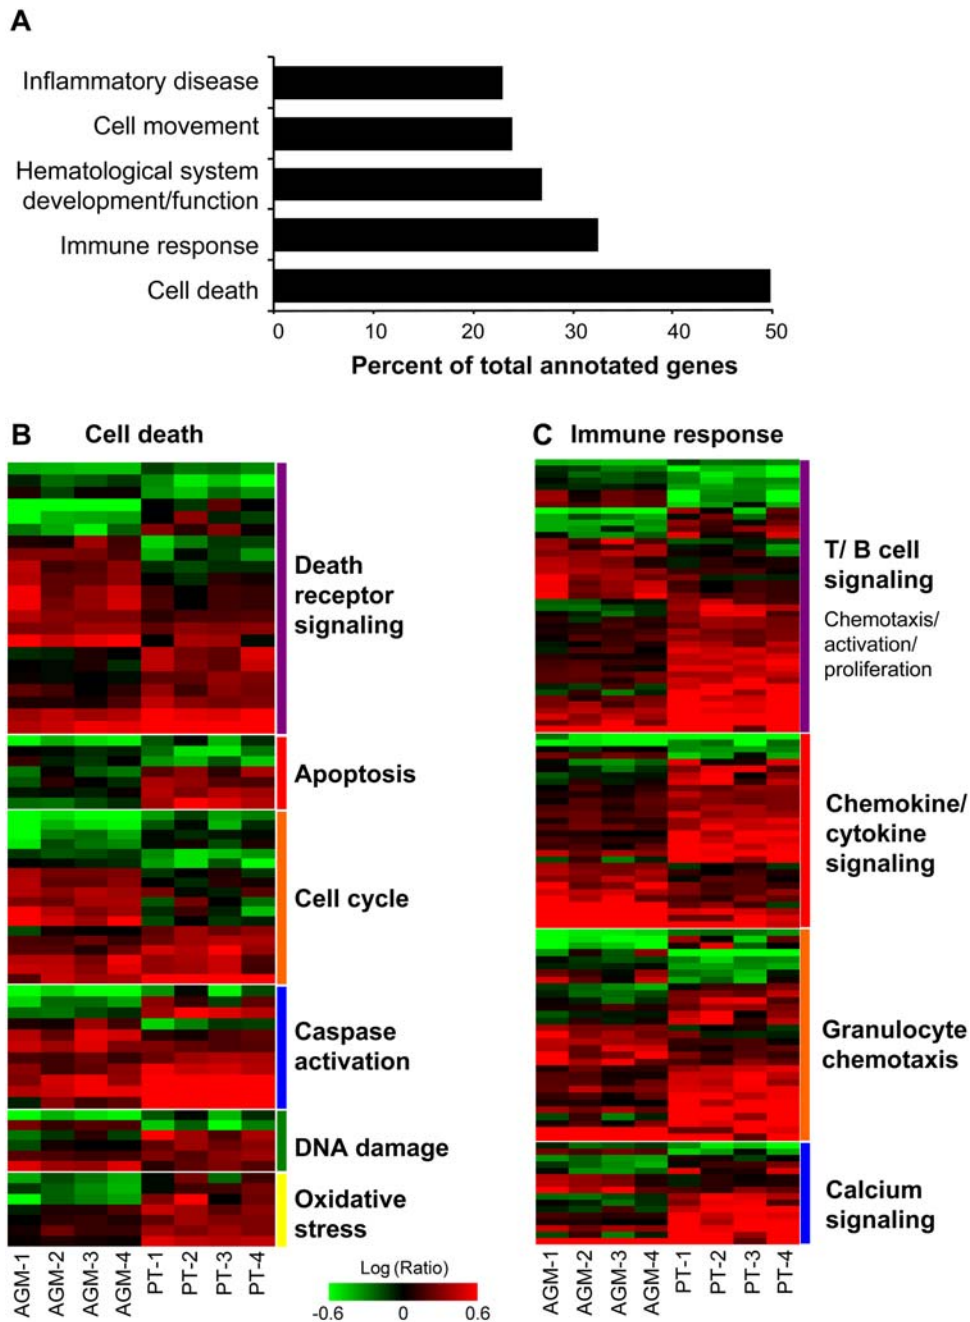 A
Inflammatory disease
Cell movement
Hematological system
development/function
Immune response
Cell death
0 10 20 30 40 50
Percent of total annotated genes
B Cell death
Death
receptor
signaling
Apoptosis
Cell cycle
Caspase
activation
DNA damage
Oxidative
stress
AGM-1 AGM-2 AGM-3 AGM-4 PT-1 PT-2 PT-3 PT-4
Log (Ratio)
-0.6 0 0.6
C Immune response
T/ B cell
signaling
Chemotaxis/
activation/
proliferation
Chemokine/
cytokine
signaling
Granulocyte
chemotaxis
Calcium
signaling
AGM-1 AGM-2 AGM-3 AGM-4 PT-1 PT-2 PT-3 PT-4